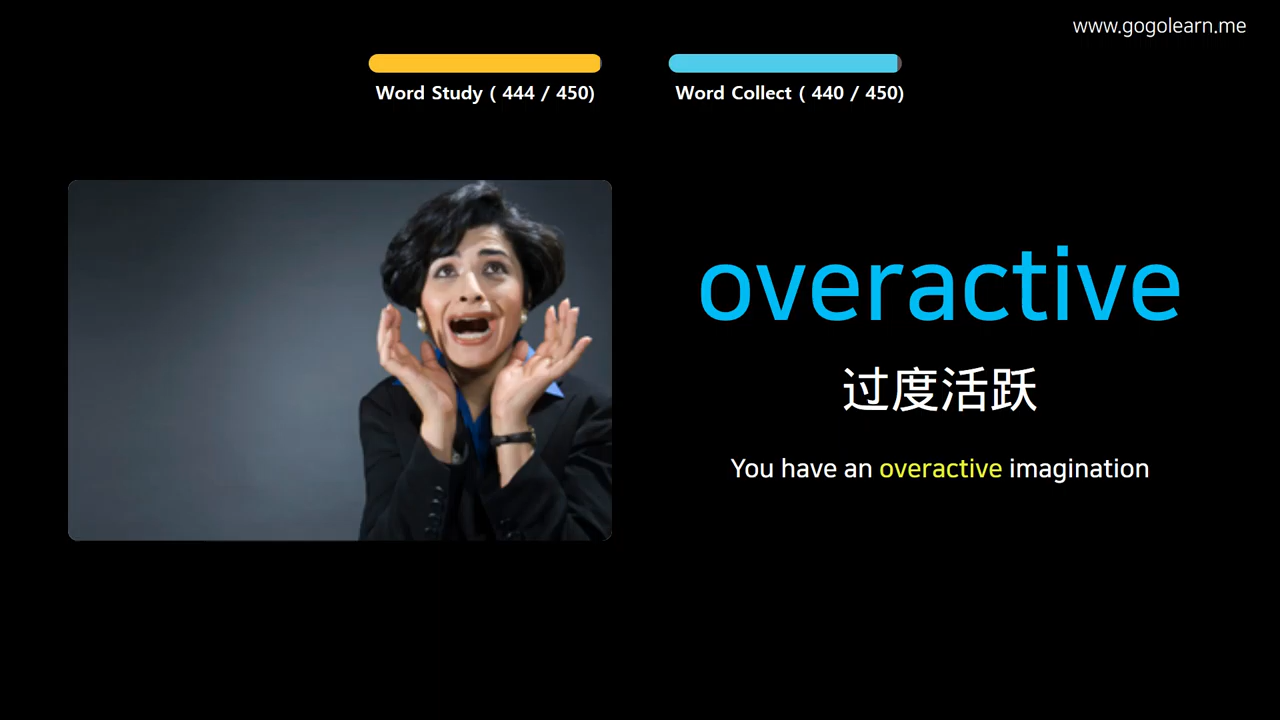 www.gogolearn.me
Word Study ( 444 / 450)
Word Collect ( 440 / 450)
overactive
过度活跃
You have an overactive imagination